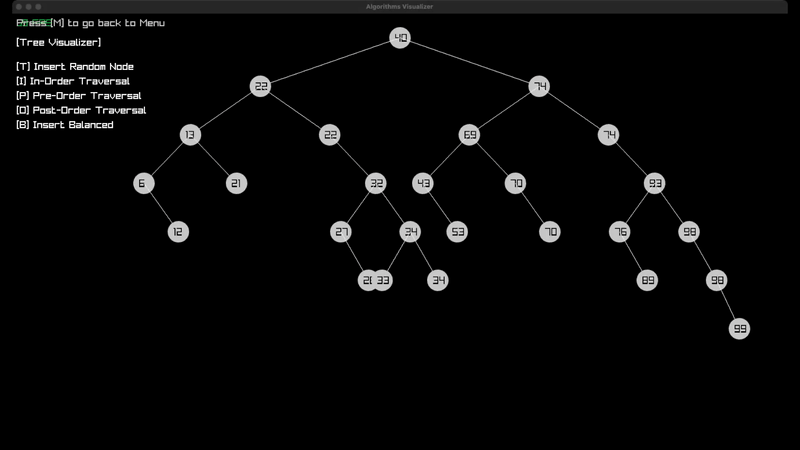 Algorithms Visualizer
Press [M] to go back to Menu
[Tree Visualizer]
[T] Insert Random Node
[I] In-Order Traversal
[P] Pre-Order Traversal
[O] Post-Order Traversal
[B] Insert Balanced
40
22 74
13 22 69 74
6 21 32 43 70 93
12 27 34 53 70 76 98
33 34 89 98
99